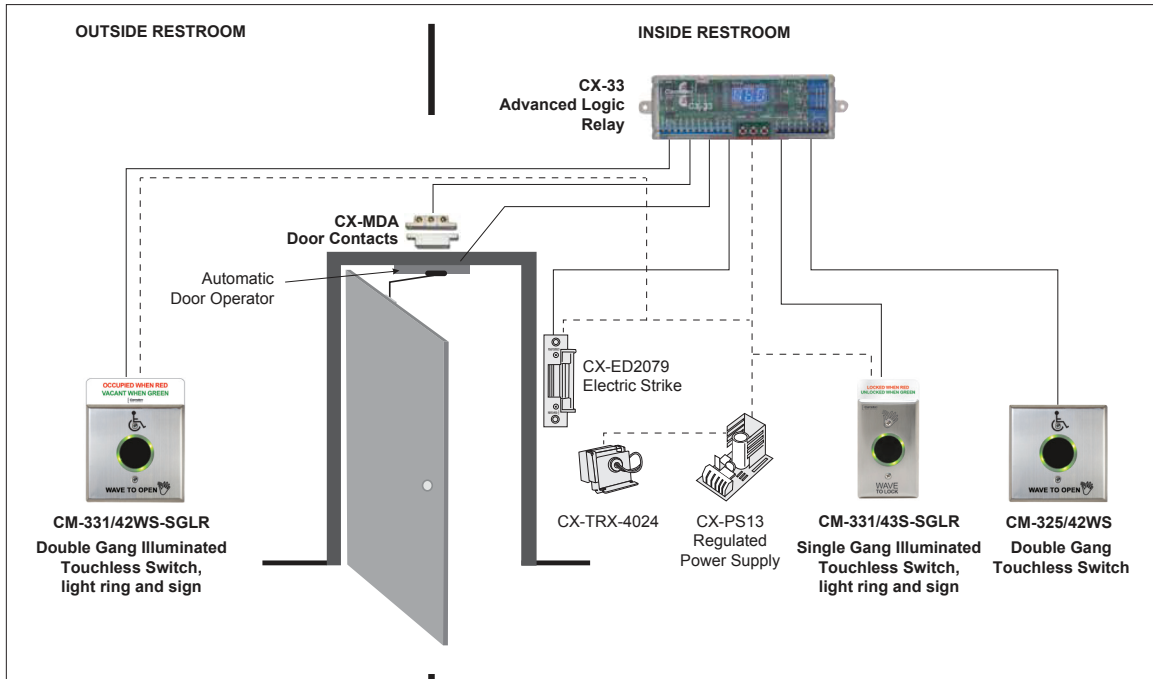 OUTSIDE RESTROOM
INSIDE RESTROOM
CX-33
Advanced Logic
Relay
CX-33
CX-MDA
Door Contacts
Automatic
Door Operator
CX-ED2079
Electric Strike
OCCUPIED WHEN RED
VACANT WHEN GREEN
WAVE TO OPEN
CM-331/42WS-SGLR
Double Gang Illuminated
Touchless Switch,
light ring and sign
CX-TRX-4024
CX-PS13
Regulated
Power Supply
LOCKED WHEN RED
UNLOCKED WHEN GREEN
WAVE
TO LOCK
CM-331/43S-SGLR
Single Gang Illuminated
Touchless Switch,
light ring and sign
WAVE TO OPEN
CM-325/42WS
Double Gang
Touchless Switch